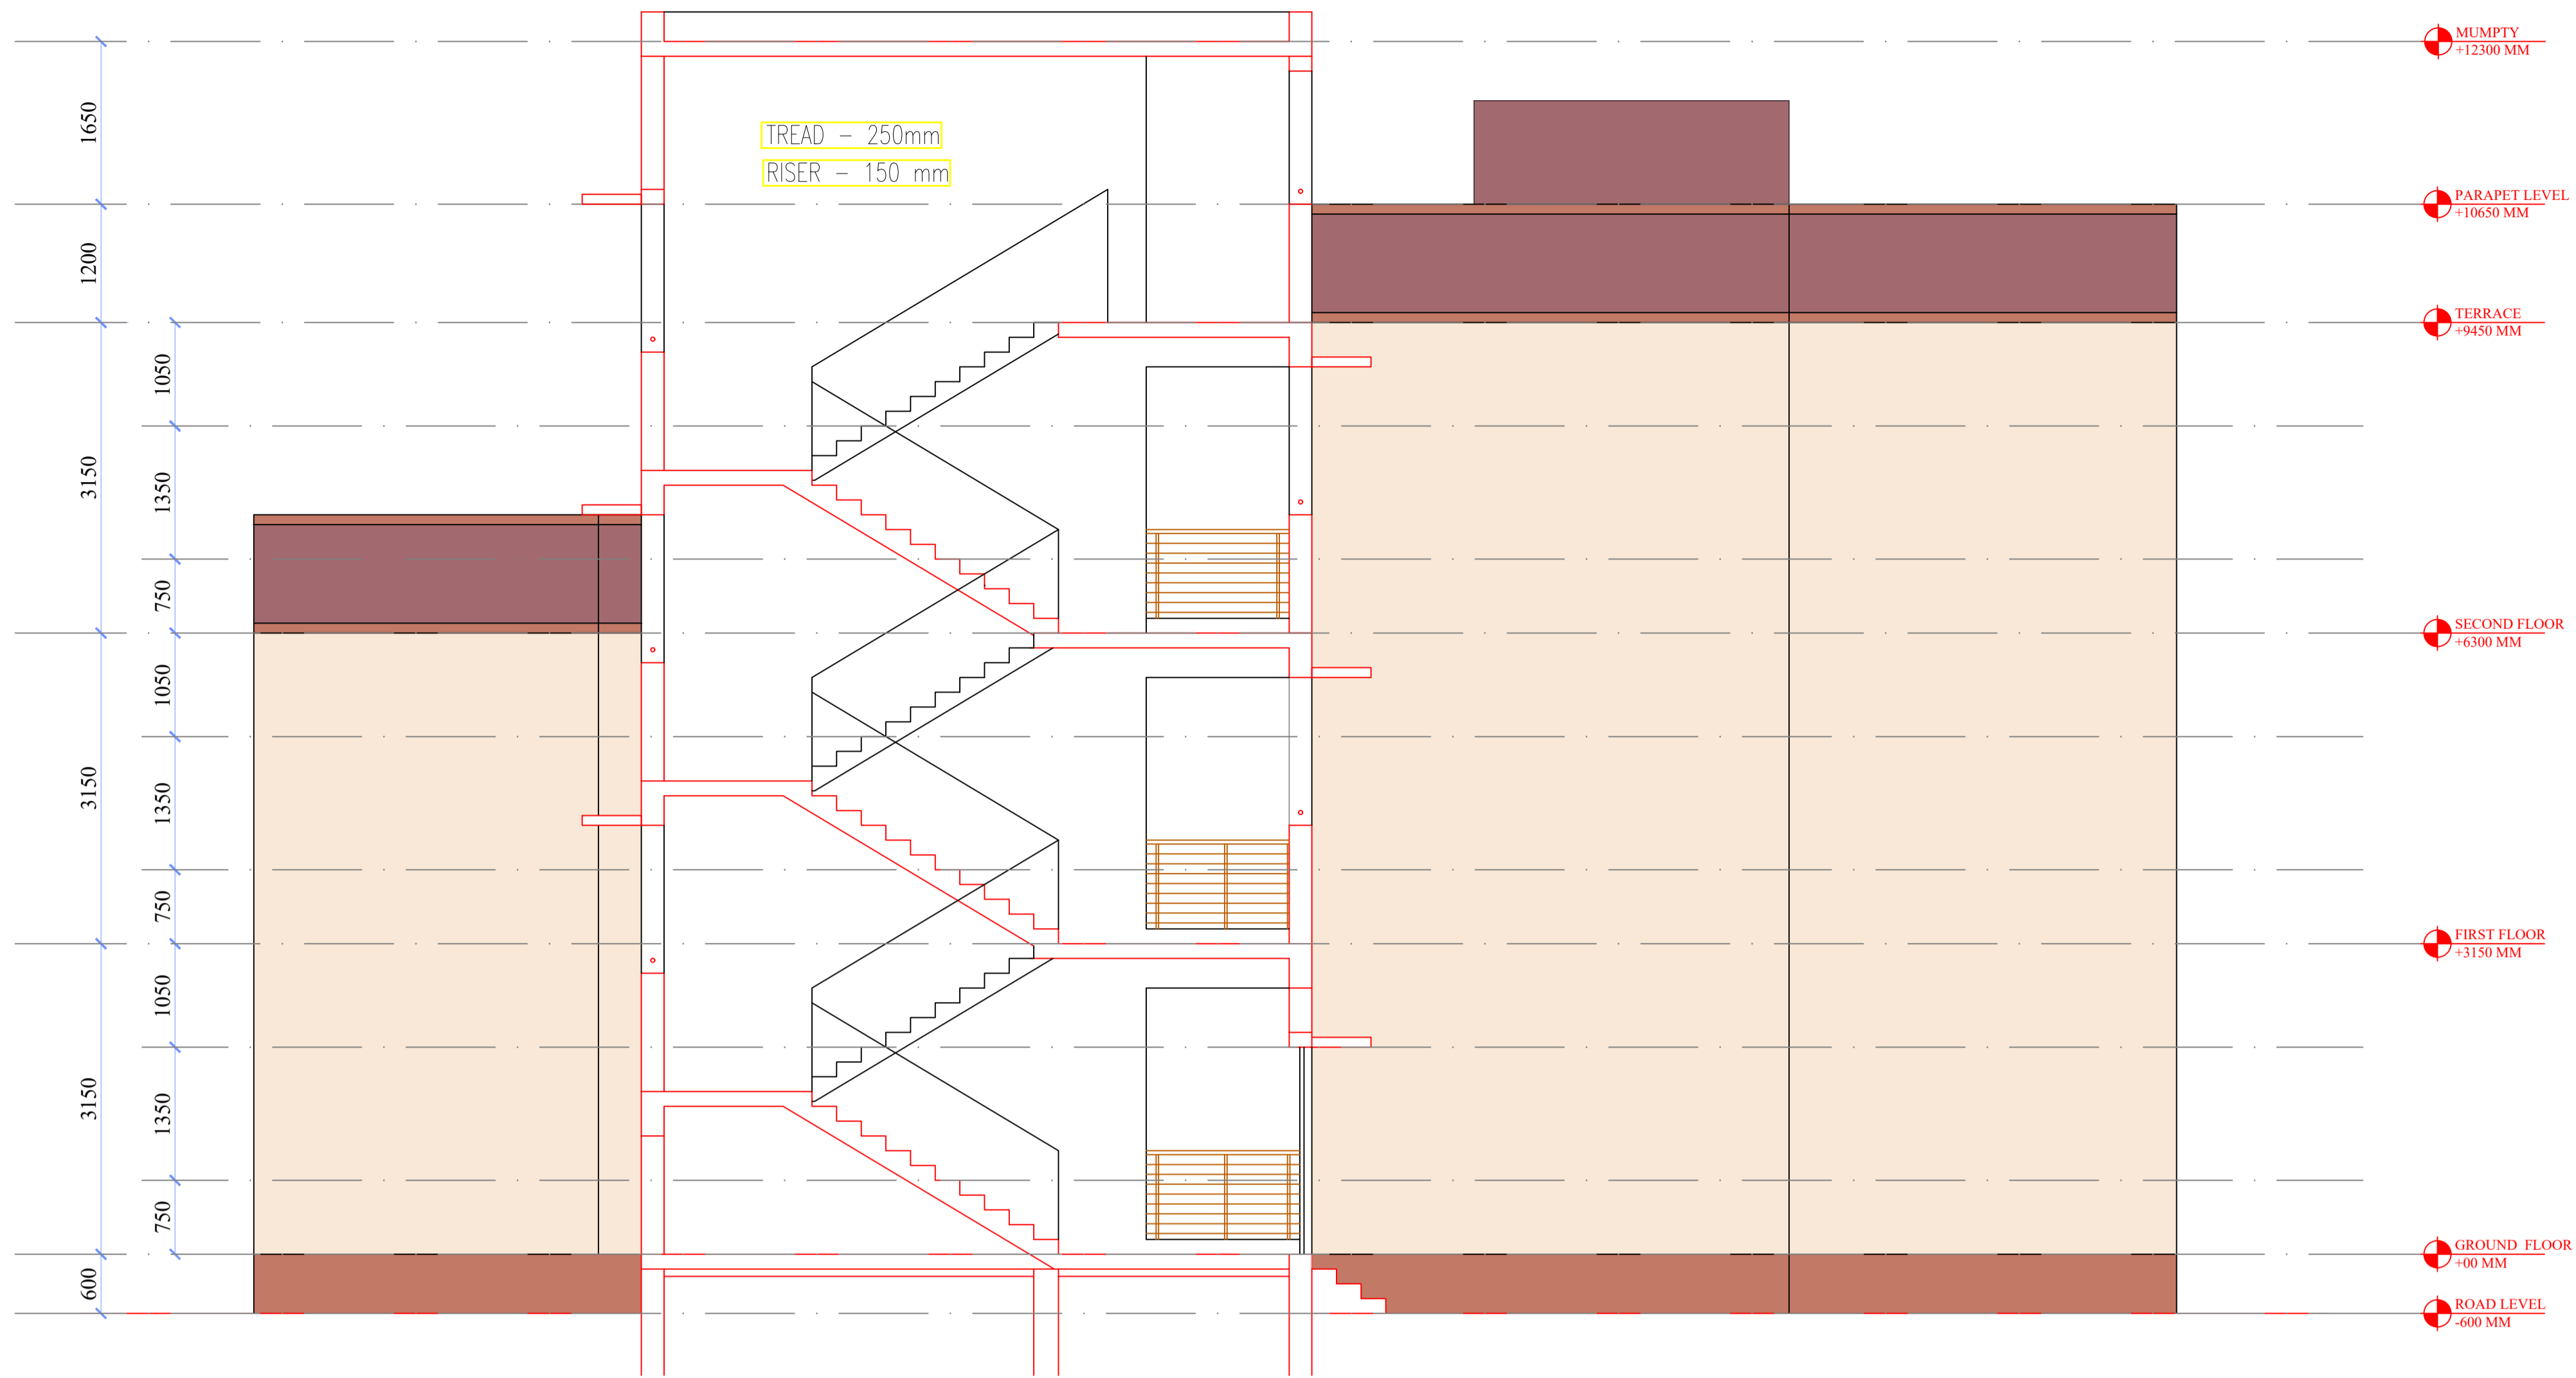 MUMPTY
+12300 MM
1650
TREAD - 250mm
RISER - 150 mm
PARAPET LEVEL
+10650 MM
1200
TERRACE
+9450 MM
1050
3150
1350
750
SECOND FLOOR
+6300 MM
1050
3150
1350
750
FIRST FLOOR
+3150 MM
1050
3150
1350
750
GROUND FLOOR
+00 MM
600
ROAD LEVEL
-600 MM